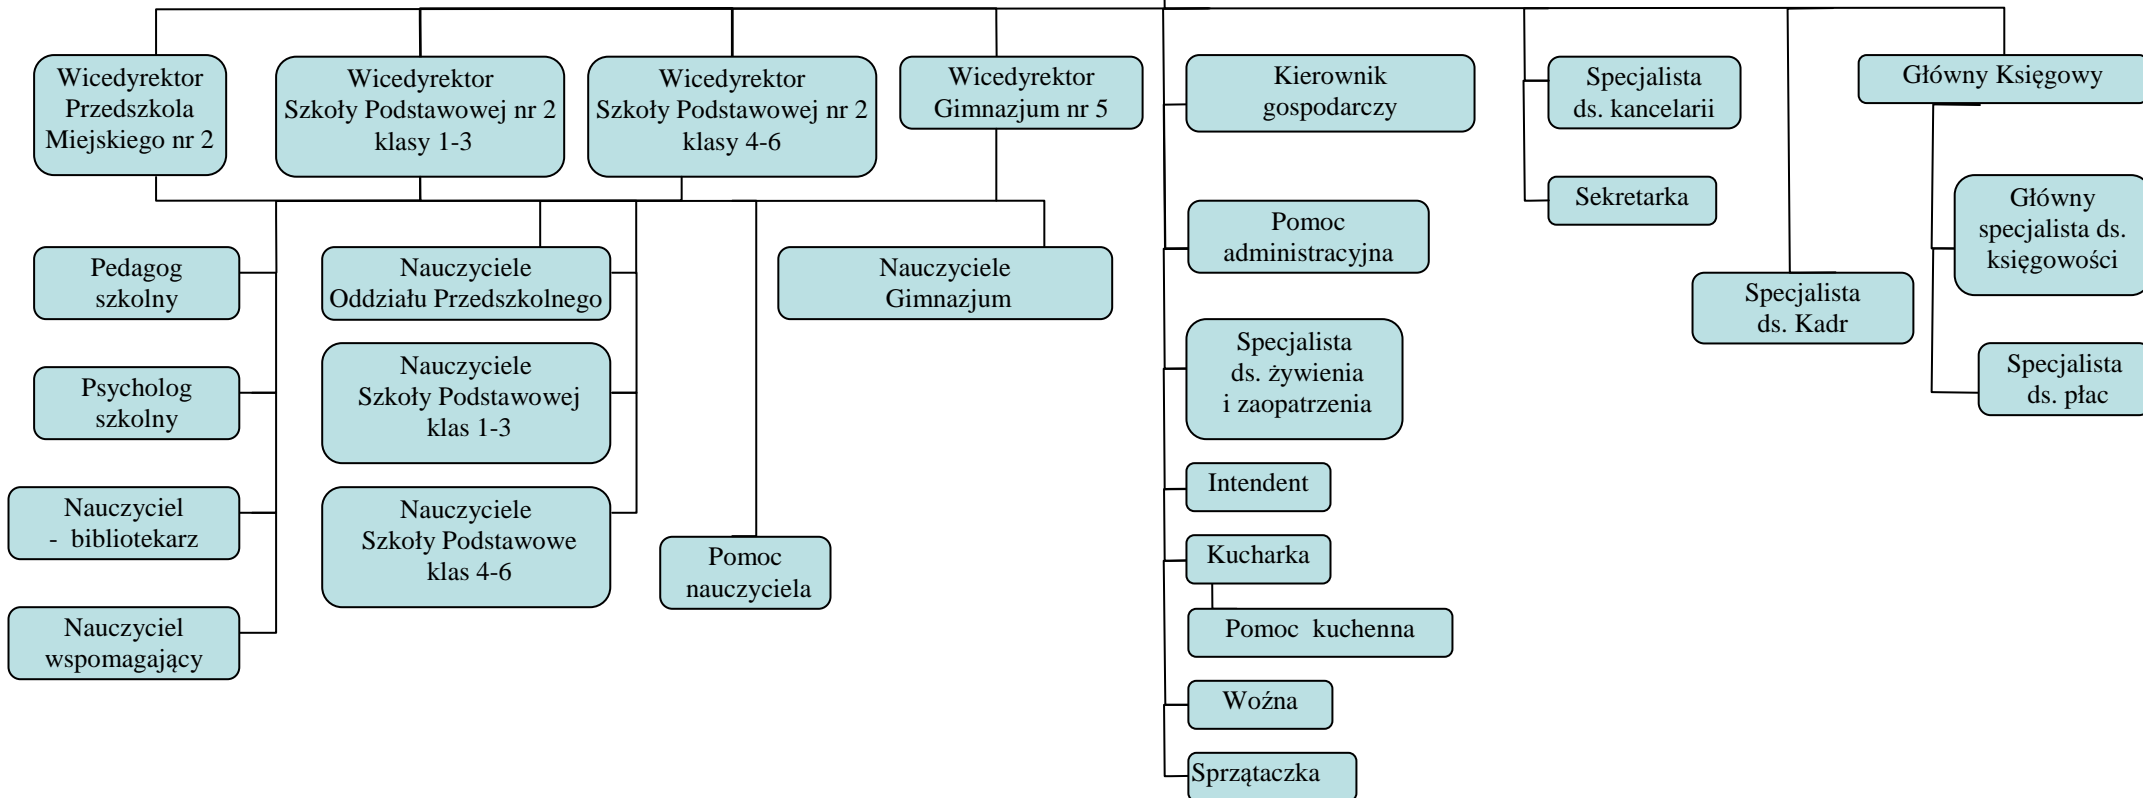 Wicedyrektor
Przedszkola
Miejskiego nr 2
Wicedyrektor
Szkoły Podstawowej nr 2
klasy 1-3
Wicedyrektor
Szkoły Podstawowej nr 2
klasy 4-6
Wicedyrektor
Gimnazjum nr 5
Kierownik
gospodarczy
Specjalista
ds. kancelarii
Główny Księgowy
Sekretarka
Główny
specjalista ds.
księgowości
Pomoc
administracyjna
Pedagog
szkolny
Nauczyciele
Oddziału Przedszkolnego
Nauczyciele
Gimnazjum
Specjalista
ds. Kadr
Specjalista
ds. żywienia
i zaopatrzenia
Specjalista
ds. płac
Psycholog
szkolny
Nauczyciele
Szkoły Podstawowej
klas 1-3
Intendent
Nauczyciel
- bibliotekarz
Nauczyciele
Szkoły Podstawowe
klas 4-6
Kucharka
Pomoc
nauczyciela
Pomoc kuchenna
Nauczyciel
wspomagający
Woźna
Sprzątaczka